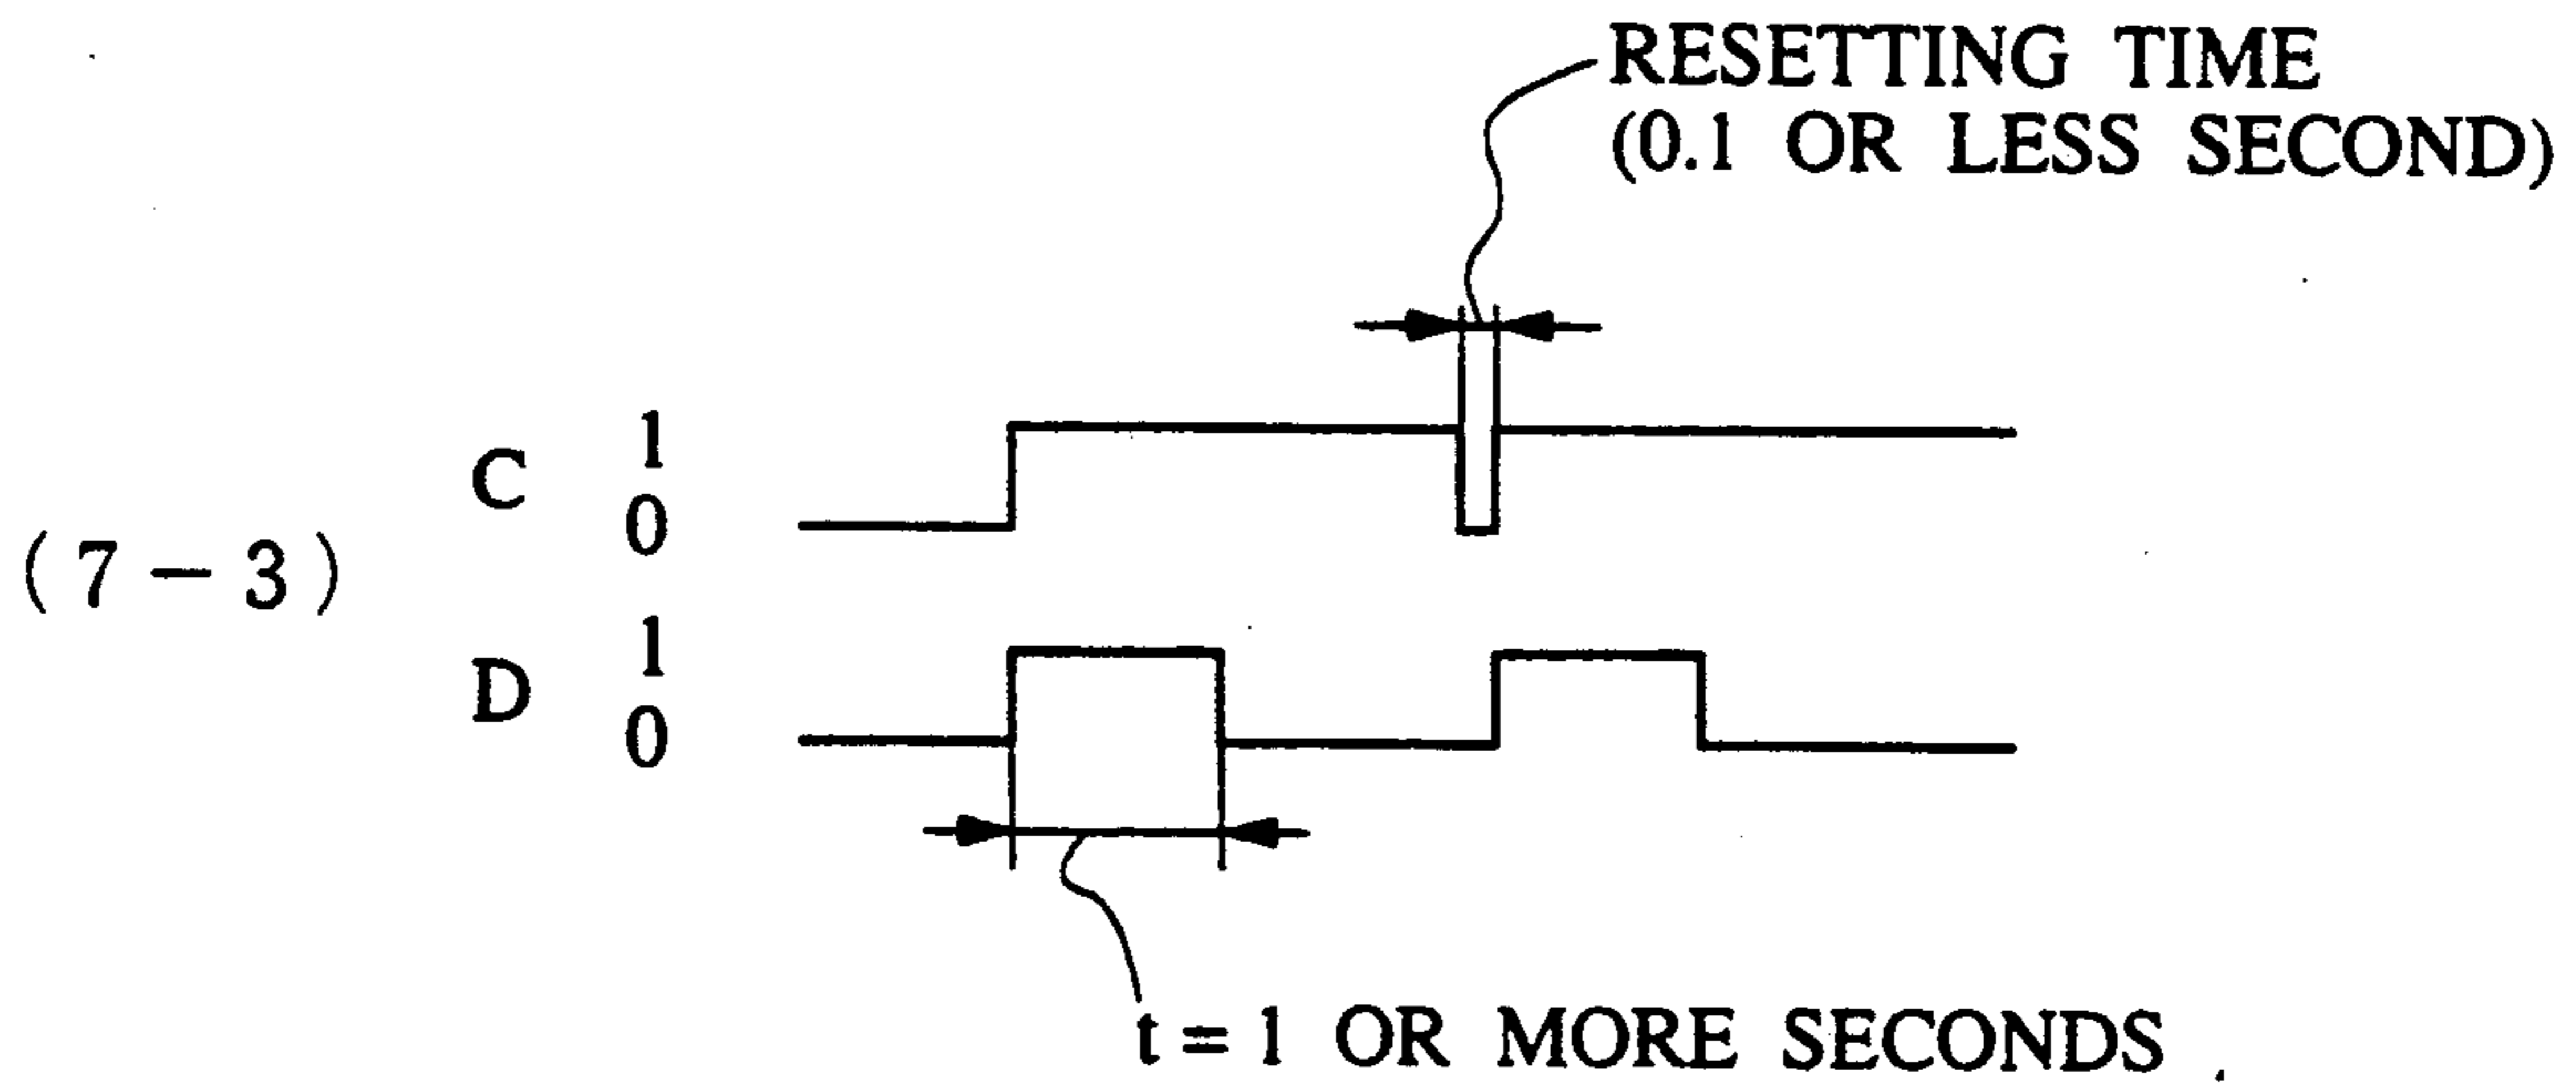 RESETTING TIME
(0.1 OR LESS SECOND)
C 1
0
(7-3)
D 1
0
t = 1 OR MORE SECONDS